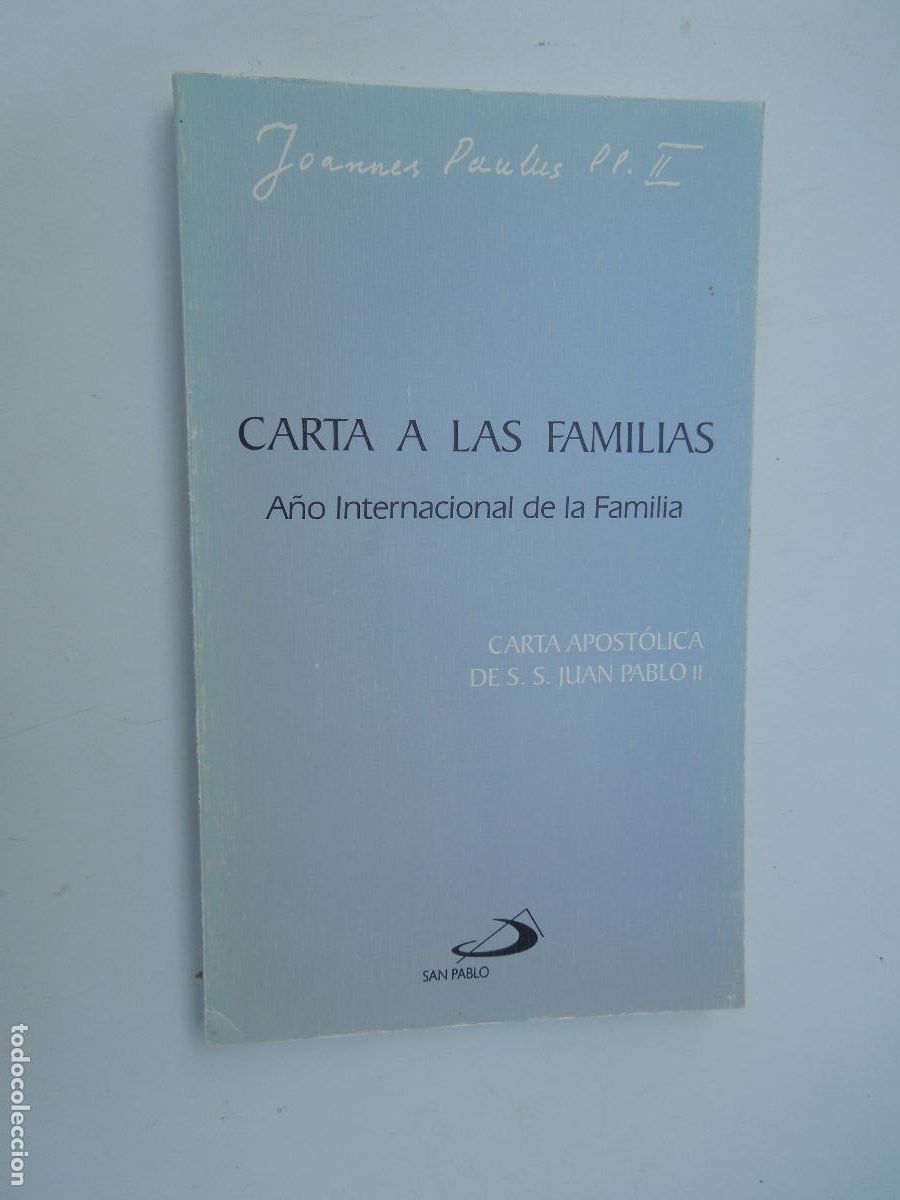 Joannes Paulus PP. II
CARTA A LAS FAMILIAS
Año Internacional de la Familia
CARTA APOSTÓLICA
DE S. S. JUAN PABLO II
SAN PABLO
todocoleccion